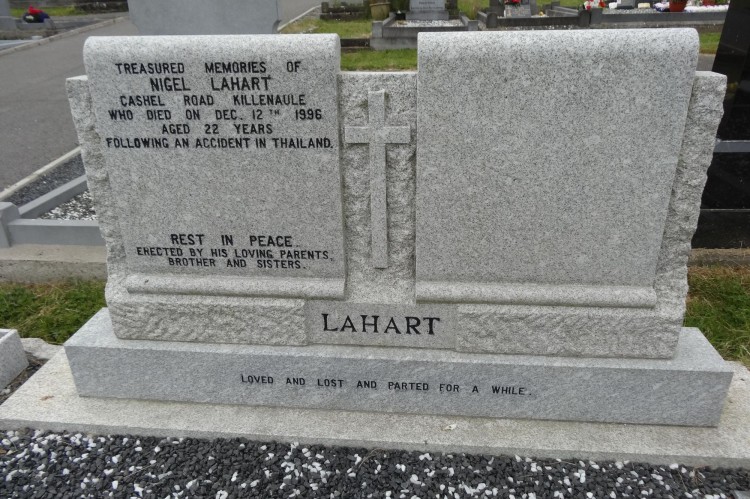 TREASURED MEMORIES OF
NIGEL LAHART
CASHEL ROAD KILLENAULE
WHO DIED ON DEC. 12TH 1996
AGED 22 YEARS
FOLLOWING AN ACCIDENT IN THAILAND.
REST IN PEACE
ERECTED BY HIS LOVING PARENTS,
BROTHER AND SISTERS.
LAHART
LOVED AND LOST AND PARTED FOR A WHILE.